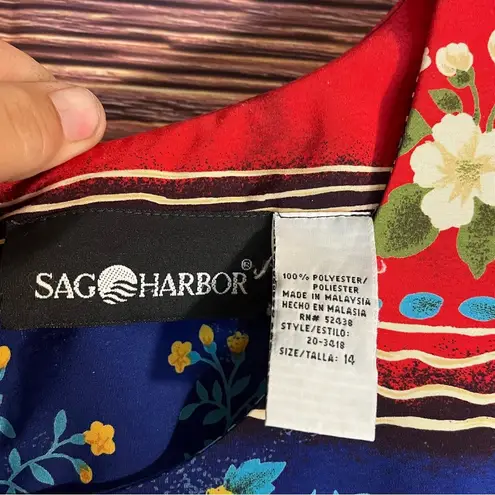 SAG HARBOR®
100% POLYESTER/
POLIESTER
MADE IN MALAYSIA
HECHO EN MALASIA
RN# 52438
STYLE/ESTILO:
20-3418
SIZE/TALLA: 14